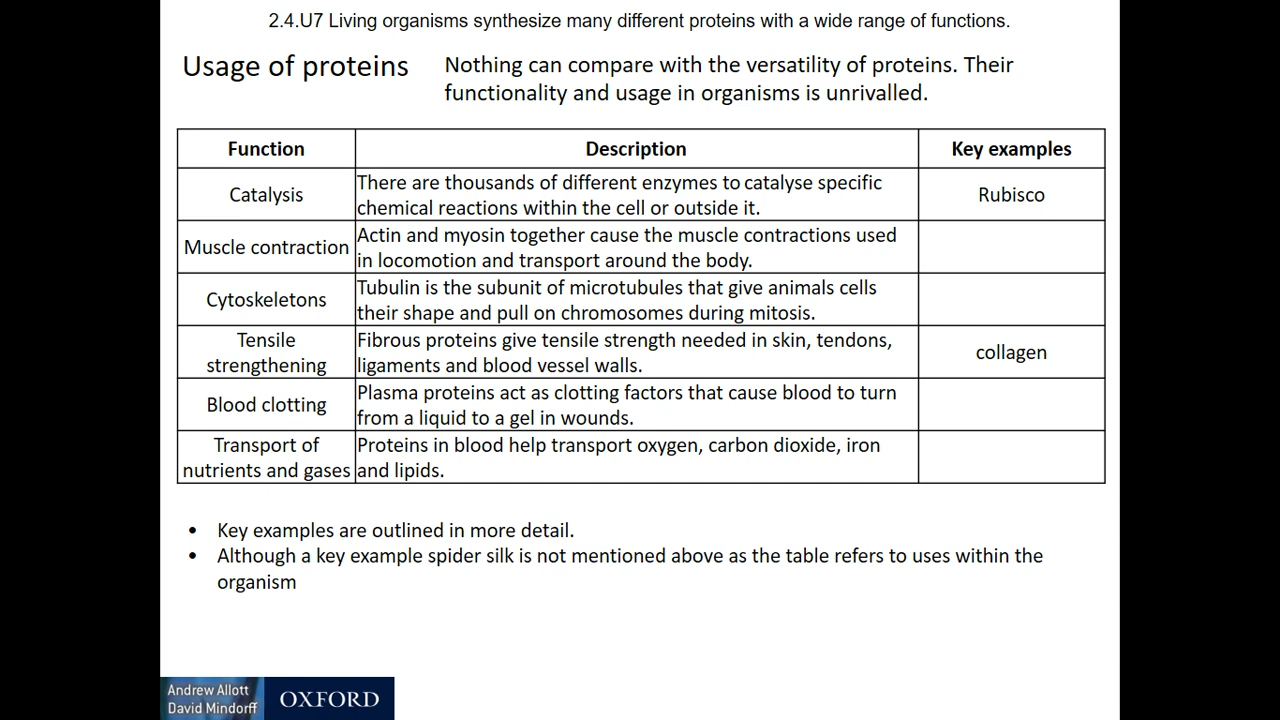 2.4.U7 Living organisms synthesize many different proteins with a wide range of functions.
Usage of proteins
Nothing can compare with the versatility of proteins. Their
functionality and usage in organisms is unrivalled.
Function Description Key examples
Catalysis
There are thousands of different enzymes to catalyse specific
chemical reactions within the cell or outside it.
Rubisco
Muscle contraction
Actin and myosin together cause the muscle contractions used
in locomotion and transport around the body.
Cytoskeletons
Tubulin is the subunit of microtubules that give animals cells
their shape and pull on chromosomes during mitosis.
Tensile
strengthening
Fibrous proteins give tensile strength needed in skin, tendons,
ligaments and blood vessel walls.
collagen
Blood clotting
Plasma proteins act as clotting factors that cause blood to turn
from a liquid to a gel in wounds.
Transport of
nutrients and gases
Proteins in blood help transport oxygen, carbon dioxide, iron
and lipids.
• Key examples are outlined in more detail.
• Although a key example spider silk is not mentioned above as the table refers to uses within the
organism
Andrew Allott
David Mindorff
OXFORD